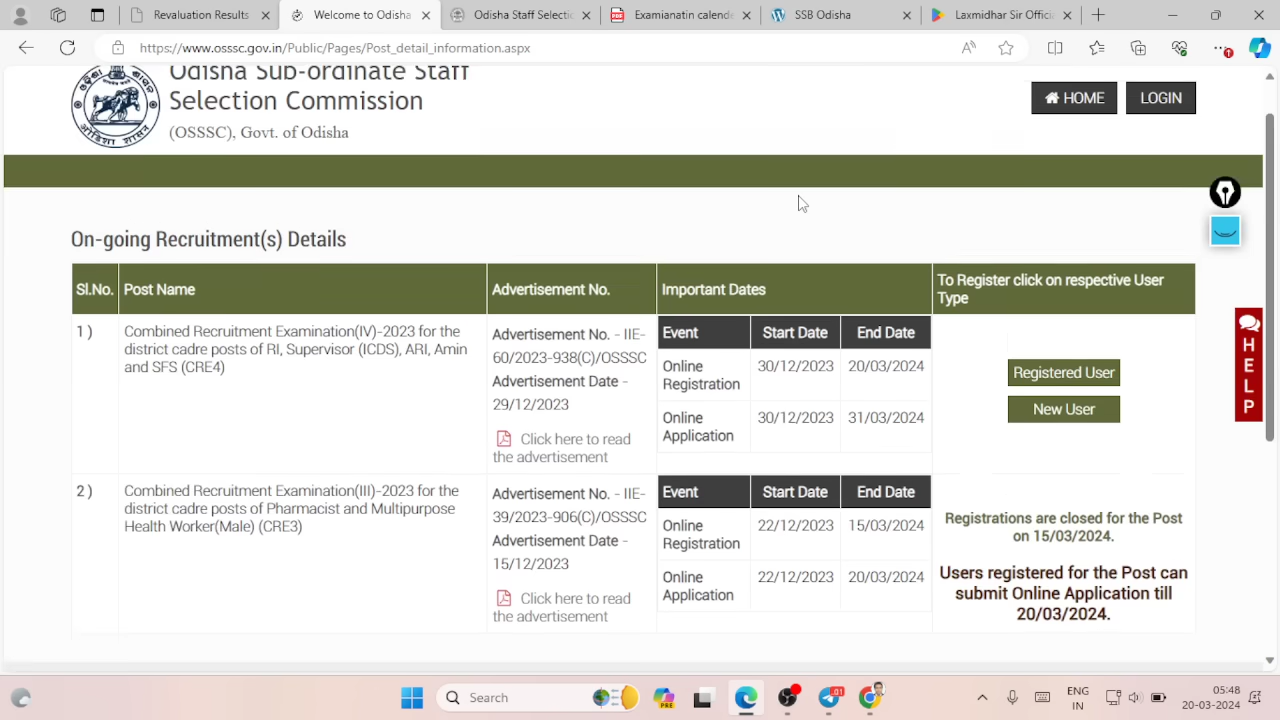 Revaluation
Welcome To Odisha
Odisha Staff Selectic
Examination calend
SSB Odisha
Laxmidhar Ir Offici
https://www.osssc.gov.in/Public/Pages/Post_detail_information.aspx
Odisha Sub-ordinate Staff
Selection Commission
(OSSSC), Govt. of Odisha
HOME
LOGIN
On-going Recruitment(s) Details
Sl.No.
Post Name
Advertisement No.
Important Dates
To Register click on respective User
Type
1 )
Combined Recruitment Examination(IV)-2023 for the
district cadre posts of RI, Supervisor (ICDS), ARI, Amin
and SFS (CRE4)
Advertisement No. - IIE-
60/2023-938(C)/OSSSC
Advertisement Date -
29/12/2023
Click here to read
the advertisement
Event Start Date End Date
Online
Registration
30/12/2023 20/03/2024
Online
Application
30/12/2023 31/03/2024
Registered User
New User
2 )
Combined Recruitment Examination(III)-2023 for the
district cadre posts of Pharmacist and Multipurpose
Health Worker(Male) (CRE3)
Advertisement No. - IIE-
39/2023-906(C)/OSSSC
Advertisement Date -
15/12/2023
Click here to read
the advertisement
Event Start Date End Date
Online
Registration
22/12/2023 15/03/2024
Online
Application
22/12/2023 20/03/2024
Registrations are closed for the Post
on 15/03/2024.
Users registered for the Post can
submit Online Application till
20/03/2024.
HELP
Search
ENG
IN
05:48
20-03-2024